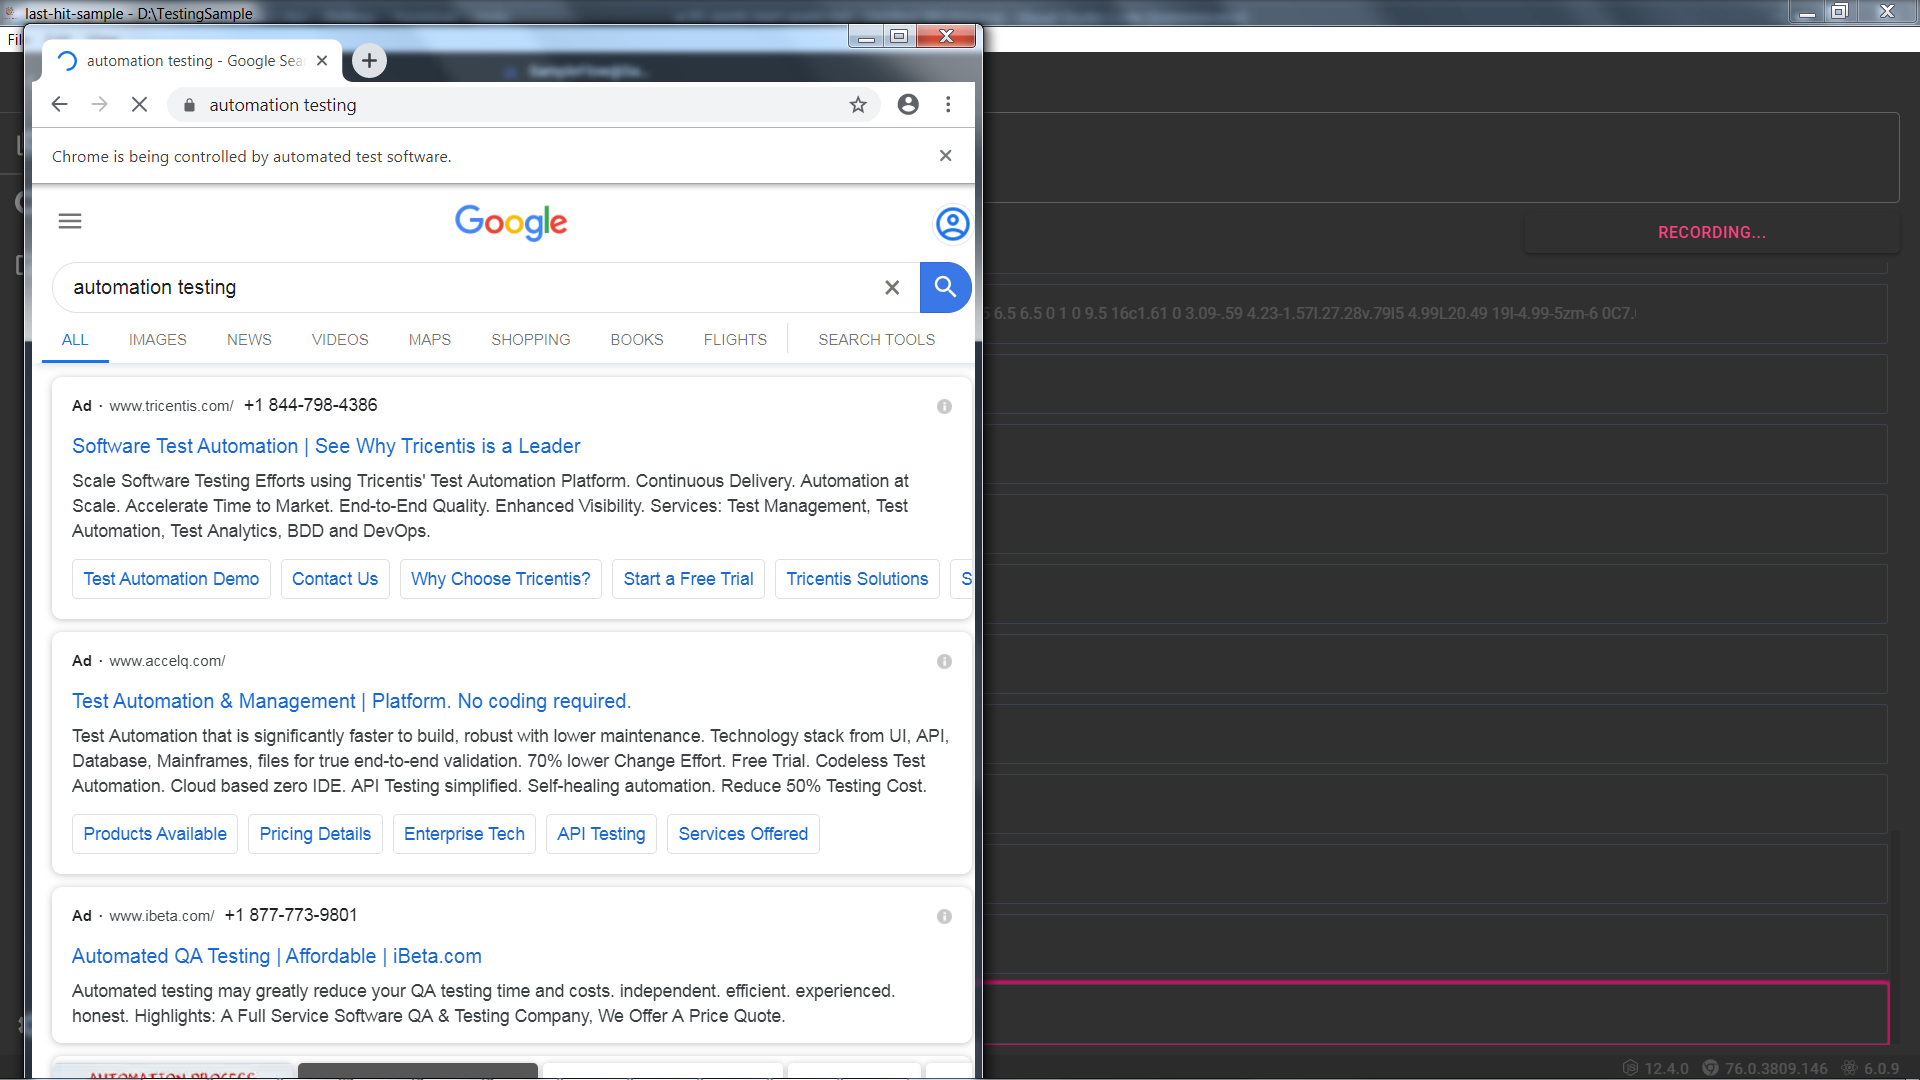 last-hit-sample - D:\TestingSample
automation testing - Google Sea
automation testing
Chrome is being controlled by automated test software.
Google
automation testing
ALL IMAGES NEWS VIDEOS MAPS SHOPPING BOOKS FLIGHTS SEARCH TOOLS
Ad · www.tricentis.com/ +1 844-798-4386
Software Test Automation | See Why Tricentis is a Leader
Scale Software Testing Efforts using Tricentis' Test Automation Platform. Continuous Delivery. Automation at
Scale. Accelerate Time to Market. End-to-End Quality. Enhanced Visibility. Services: Test Management, Test
Automation, Test Analytics, BDD and DevOps.
Test Automation Demo Contact Us Why Choose Tricentis? Start a Free Trial Tricentis Solutions S
Ad · www.accelq.com/
Test Automation & Management | Platform. No coding required.
Test Automation that is significantly faster to build, robust with lower maintenance. Technology stack from UI, API,
Database, Mainframes, files for true end-to-end validation. 70% lower Change Effort. Free Trial. Codeless Test
Automation. Cloud based zero IDE. API Testing simplified. Self-healing automation. Reduce 50% Testing Cost.
Products Available Pricing Details Enterprise Tech API Testing Services Offered
Ad · www.ibeta.com/ +1 877-773-9801
Automated QA Testing | Affordable | iBeta.com
Automated testing may greatly reduce your QA testing time and costs. independent. efficient. experienced.
honest. Highlights: A Full Service Software QA & Testing Company, We Offer A Price Quote.
AUTOMATION PROCESS
RECORDING...
6.5 6.5 0 1 0 9.5 16c1.61 0 3.09-.59 4.23-1.57l.27.28v.79l5 4.99L20.49 19l-4.99-5zm-6 0C7.
12.4.0 76.0.3809.146 6.0.9